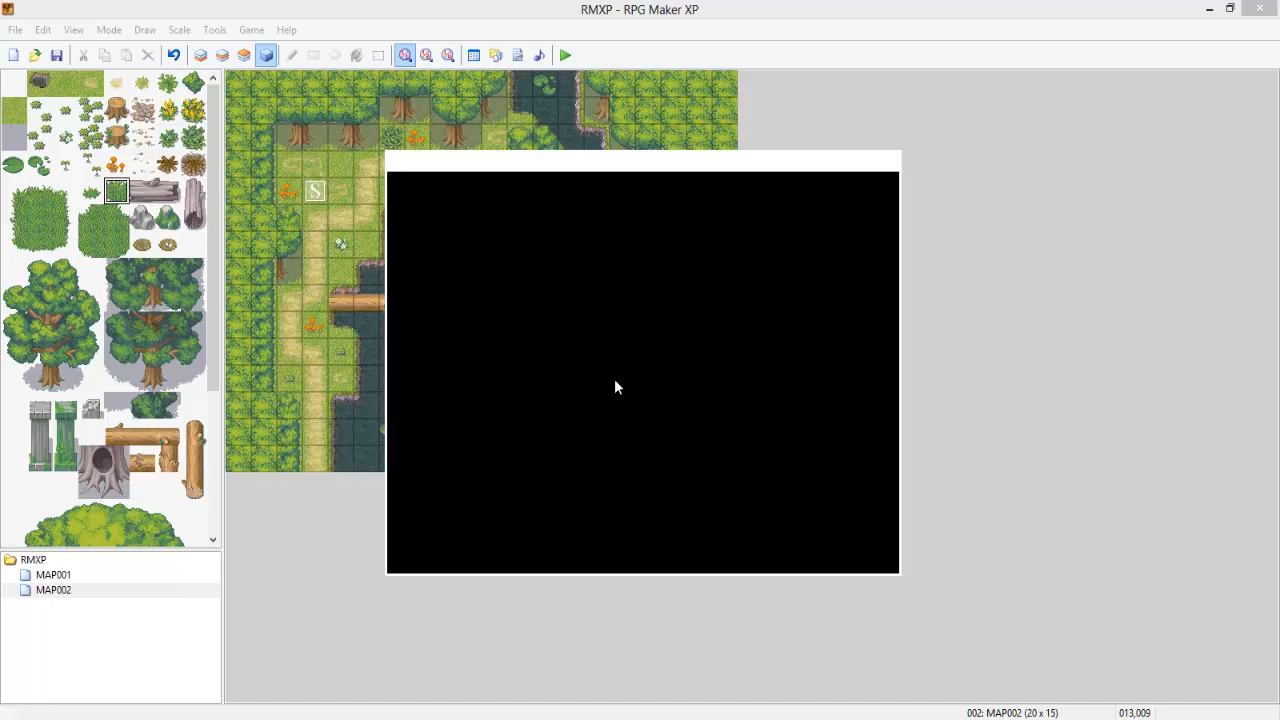 RMXP - RPG Maker XP
File Edit View Mode Draw Scale Tools Game Help
S
RMXP
MAP001
MAP002
002: MAP002 (20 x 15) 013,009